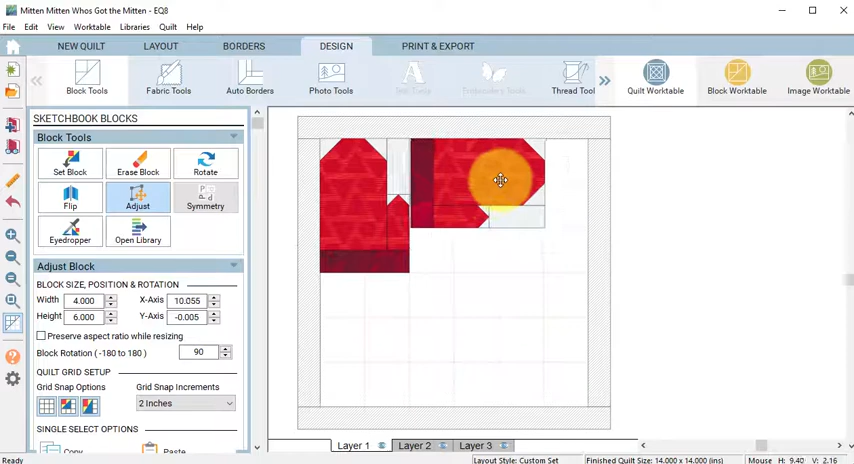 Mitten Mitten Whos Got the Mitten - EQ8
File Edit View Worktable Libraries Quilt Help
NEW QUILT LAYOUT BORDERS DESIGN PRINT & EXPORT
Block Tools Fabric Tools Auto Borders Photo Tools Text Tools Embroidery Tools Thread Tool Quilt Worktable Block Worktable Image Worktable
SKETCHBOOK BLOCKS
Block Tools
Set Block Erase Block Rotate
Flip Adjust Symmetry
Eyedropper Open Library
Adjust Block
BLOCK SIZE, POSITION & ROTATION
Width 4.000 X-Axis 10.055
Height 6.000 Y-Axis -0.005
Preserve aspect ratio while resizing
Block Rotation (-180 to 180) 90
QUILT GRID SETUP
Grid Snap Options Grid Snap Increments
2 Inches
SINGLE SELECT OPTIONS
Copy Paste
Layer 1 Layer 2 Layer 3
Ready Layout Style: Custom Set Finished Quilt Size: 14.000 x 14.000 (ins) Mouse H: 9.40 V: 2.16